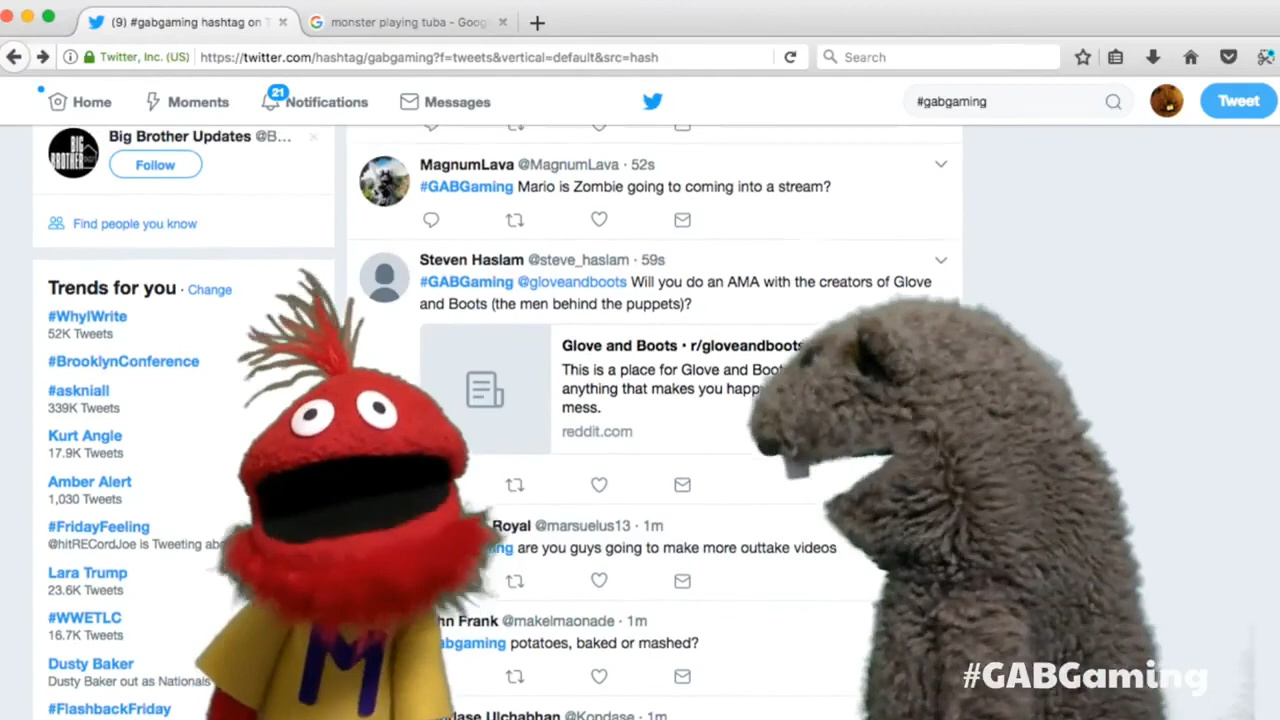 (9) #gabgaming hashtag on
monster playing tuba - Goog
Twitter, Inc. (US)
https://twitter.com/hashtag/gabgaming?f=tweets&vertical=default&src=hash
Search
Home
Moments
21
Notifications
Messages
#gabgaming
Tweet
BIG BROTHER
Big Brother Updates @B...
Follow
Find people you know
Trends for you · Change
#WhyIWrite
52K Tweets
#BrooklynConference
#askniall
339K Tweets
Kurt Angle
17.9K Tweets
Amber Alert
1,030 Tweets
#FridayFeeling
@hitRECordJoe is Tweeting
Lara Trump
23.6K Tweets
#WWETLC
16.7K Tweets
Dusty Baker
Dusty Baker out as Nationals
#FlashbackFriday
MagnumLava @MagnumLava · 52s
#GABGaming Mario is Zombie going to coming into a stream?
Steven Haslam @steve_haslam · 59s
#GABGaming @gloveandboots Will you do an AMA with the creators of Glove
and Boots (the men behind the puppets)?
Glove and Boots • r/gloveandboots
This is a place for Glove and
anything that makes you
mess.
reddit.com
Royal @marsuelus13 · 1m
are you guys going to make more outtake videos
Frank @makelmaonade · 1m
potatoes, baked or mashed?
Ulchabhan @Kondase · 1m
M
#GABGaming